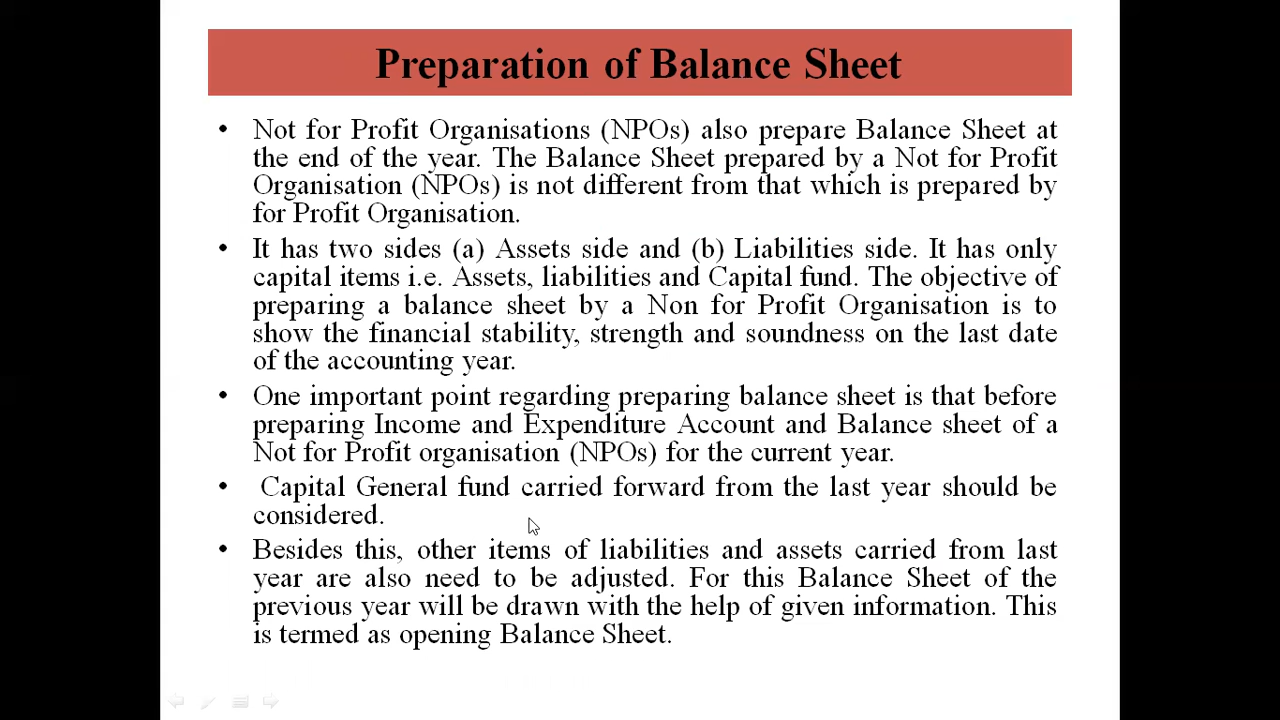 Preparation of Balance Sheet
• Not for Profit Organisations (NPOs) also prepare Balance Sheet at
the end of the year. The Balance Sheet prepared by a Not for Profit
Organisation (NPOs) is not different from that which is prepared by
for Profit Organisation.
• It has two sides (a) Assets side and (b) Liabilities side. It has only
capital items i.e. Assets, liabilities and Capital fund. The objective of
preparing a balance sheet by a Non for Profit Organisation is to
show the financial stability, strength and soundness on the last date
of the accounting year.
• One important point regarding preparing balance sheet is that before
preparing Income and Expenditure Account and Balance sheet of a
Not for Profit organisation (NPOs) for the current year.
• Capital General fund carried forward from the last year should be
considered.
• Besides this, other items of liabilities and assets carried from last
year are also need to be adjusted. For this Balance Sheet of the
previous year will be drawn with the help of given information. This
is termed as opening Balance Sheet.